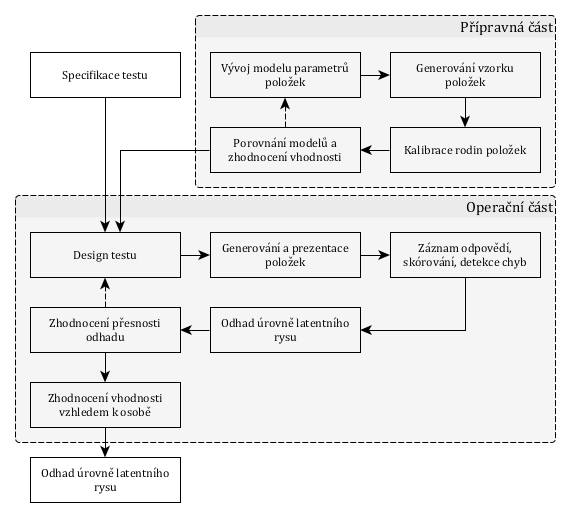 Přípravná část
Specifikace testu
Vývoj modelu parametrů
položek
Generování vzorku
položek
Porovnání modelů a
zhodnocení vhodnosti
Kalibrace rodin položek
Operační část
Design testu
Generování a prezentace
položek
Záznam odpovědí,
skórování, detekce chyb
Zhodnocení přesnosti
odhadu
Odhad úrovně latentního
rysu
Zhodnocení vhodnosti
vzhledem k osobě
Odhad úrovně latentního
rysu